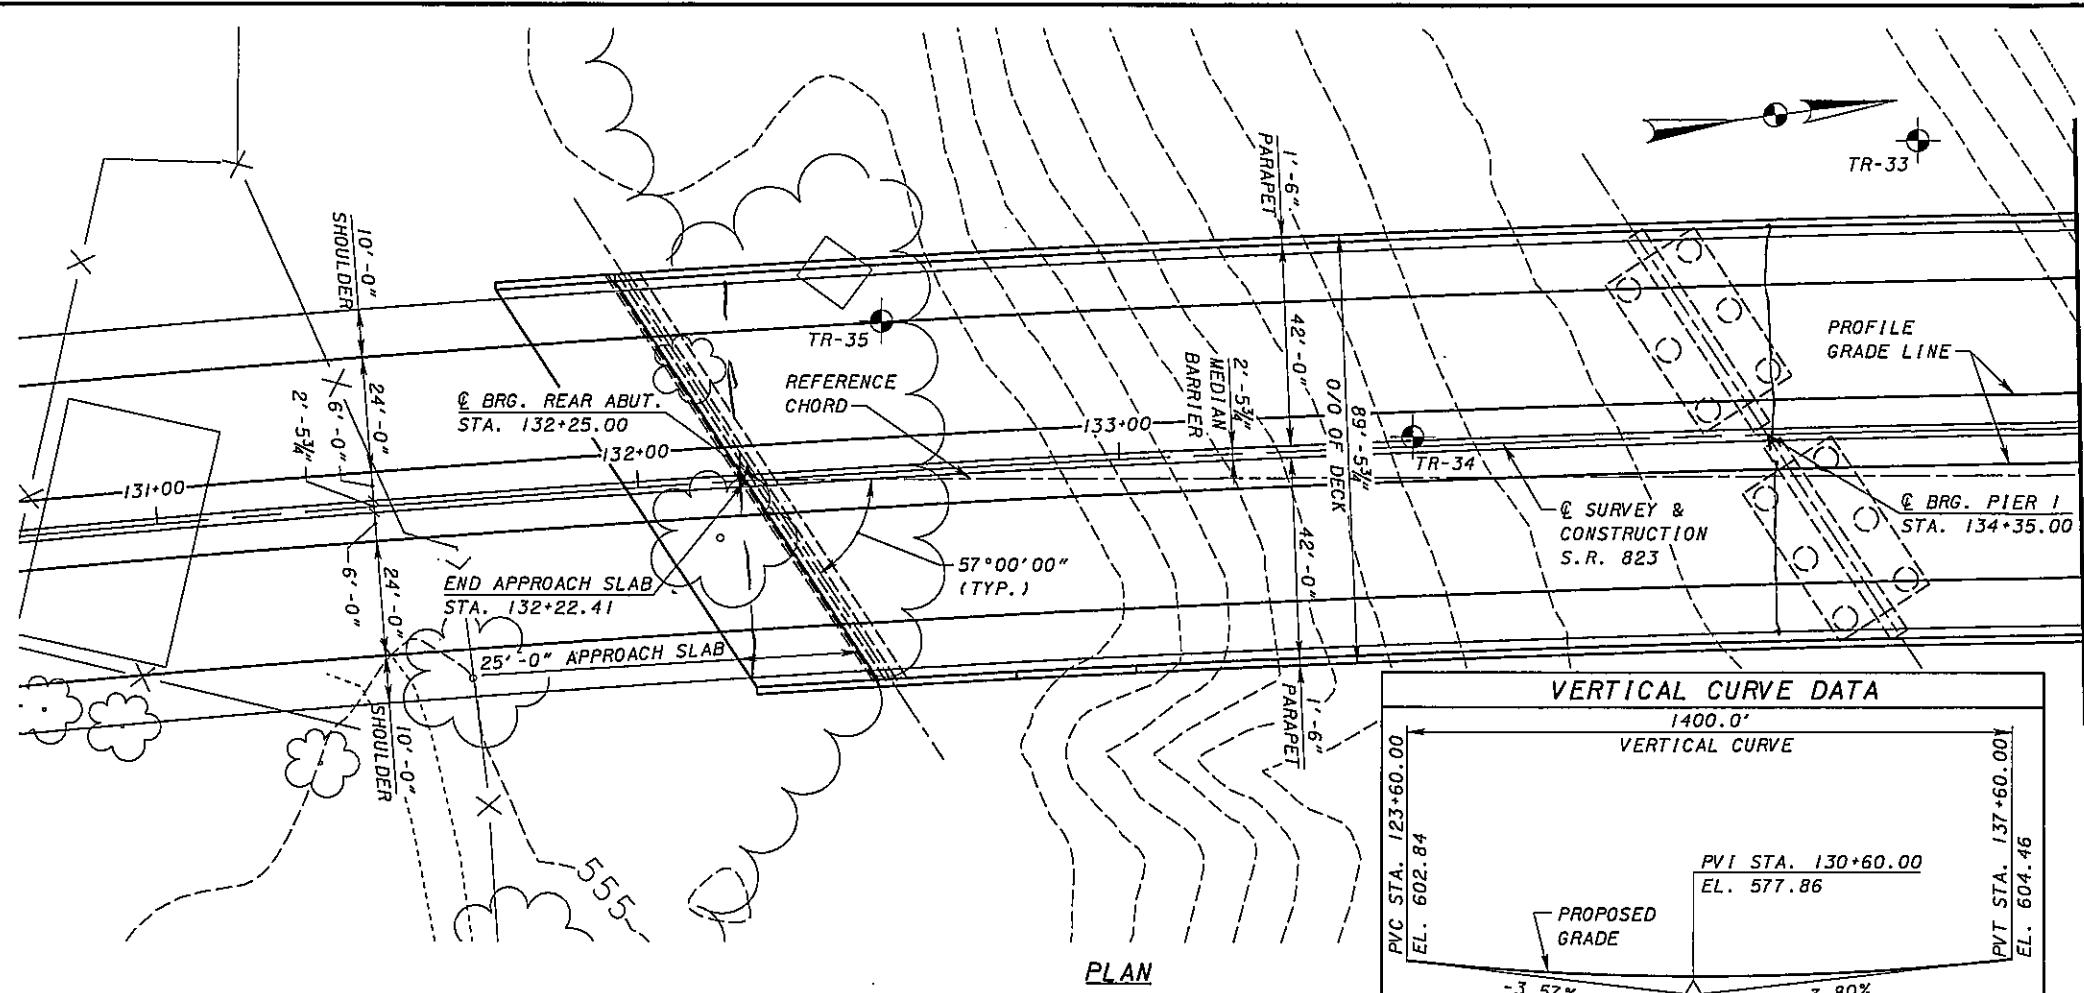 TR-33
1'-6"
PARAPET
10'-0"
SHOULDER
TR-35
REFERENCE
CHORD
42'-0"
2'-5¾"
MEDIAN
BARRIER
89'-5¾"
O/O OF DECK
PROFILE
GRADE LINE
24'-0"
6'-0"
2'-5¾"
℄ BRG. REAR ABUT.
STA. 132+25.00
131+00
132+00
133+00
TR-34
℄ SURVEY &
CONSTRUCTION
S.R. 823
℄ BRG. PIER 1
STA. 134+35.00
57°00'00"
(TYP.)
END APPROACH SLAB
STA. 132+22.41
6'-0"
24'-0"
42'-0"
25'-0" APPROACH SLAB
10'-0"
SHOULDER
1'-6"
PARAPET
555
PLAN
VERTICAL CURVE DATA
1400.0'
VERTICAL CURVE
PVC STA. 123+60.00
EL. 602.84
PVI STA. 130+60.00
EL. 577.86
PVT STA. 137+60.00
EL. 604.46
PROPOSED
GRADE
-3.57%
3.80%